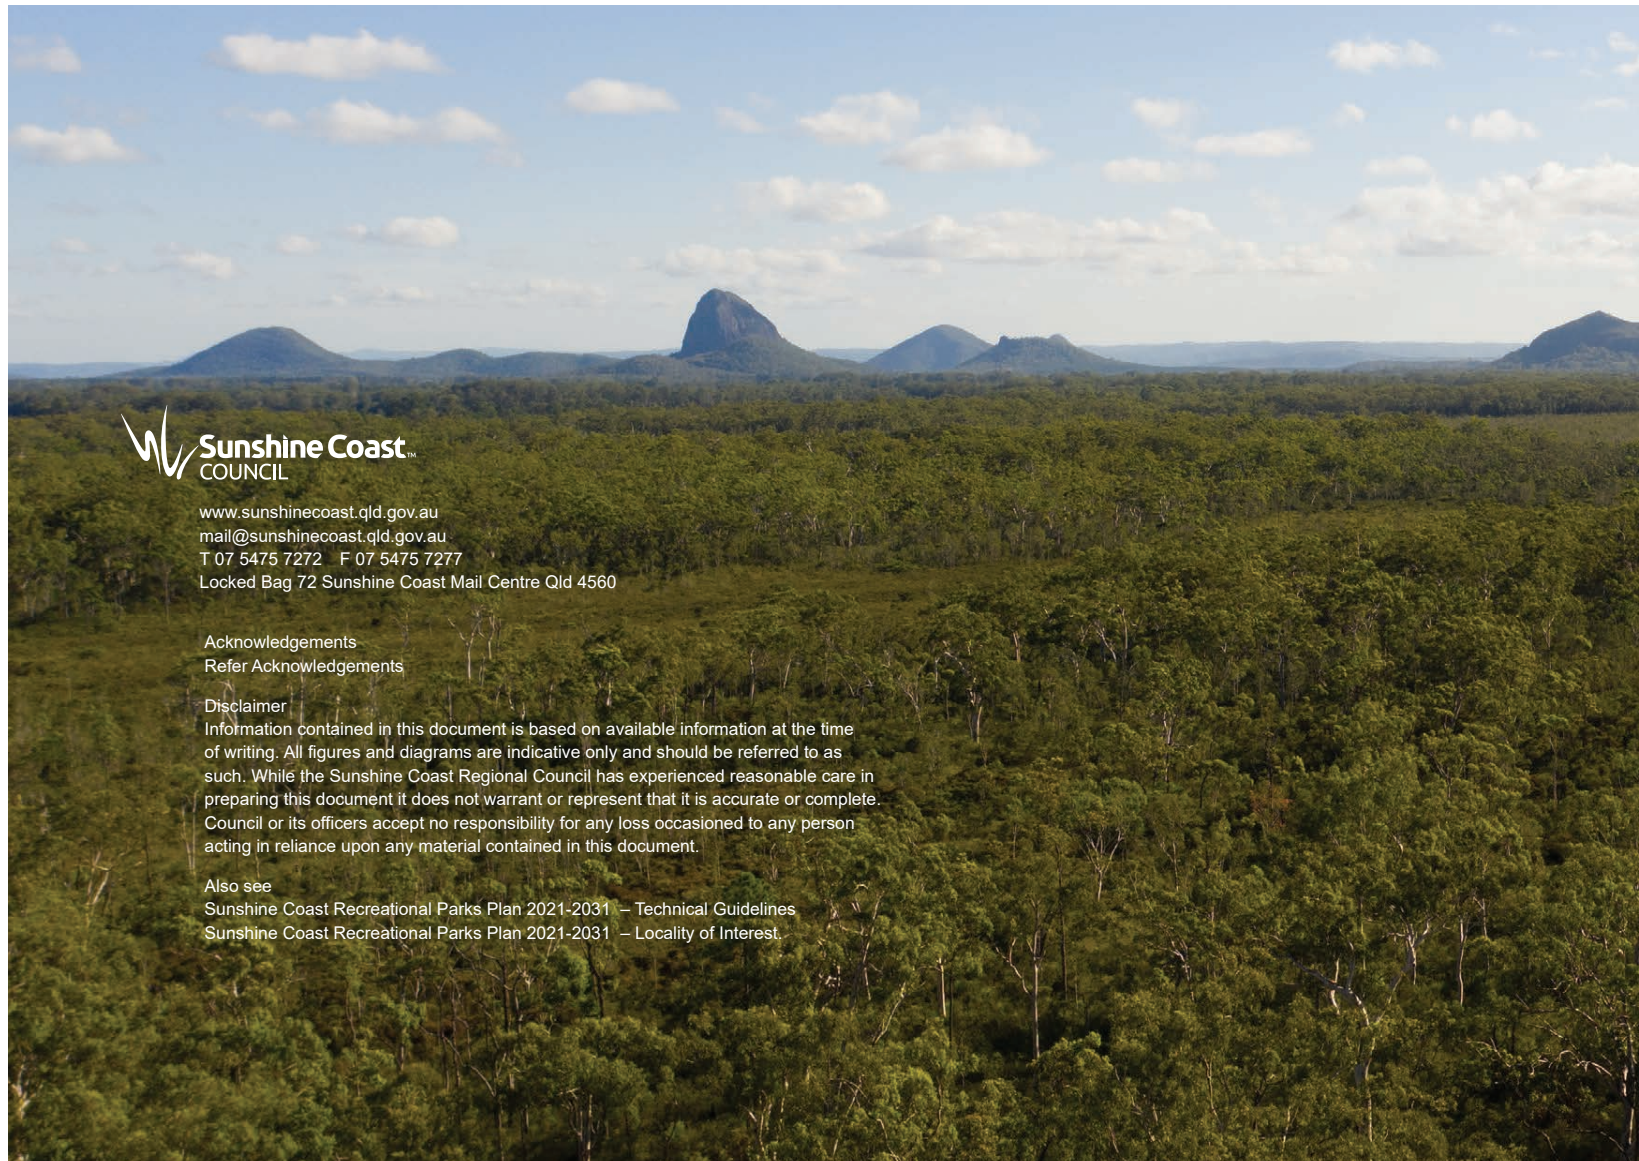 Sunshine Coast™
COUNCIL
www.sunshinecoast.qld.gov.au
mail@sunshinecoast.qld.gov.au
T 07 5475 7272 F 07 5475 7277
Locked Bag 72 Sunshine Coast Mail Centre Qld 4560
Acknowledgements
Refer Acknowledgements
Disclaimer
Information contained in this document is based on available information at the time
of writing. All figures and diagrams are indicative only and should be referred to as
such. While the Sunshine Coast Regional Council has experienced reasonable care in
preparing this document it does not warrant or represent that it is accurate or complete.
Council or its officers accept no responsibility for any loss occasioned to any person
acting in reliance upon any material contained in this document.
Also see
Sunshine Coast Recreational Parks Plan 2021-2031 – Technical Guidelines
Sunshine Coast Recreational Parks Plan 2021-2031 – Locality of Interest.